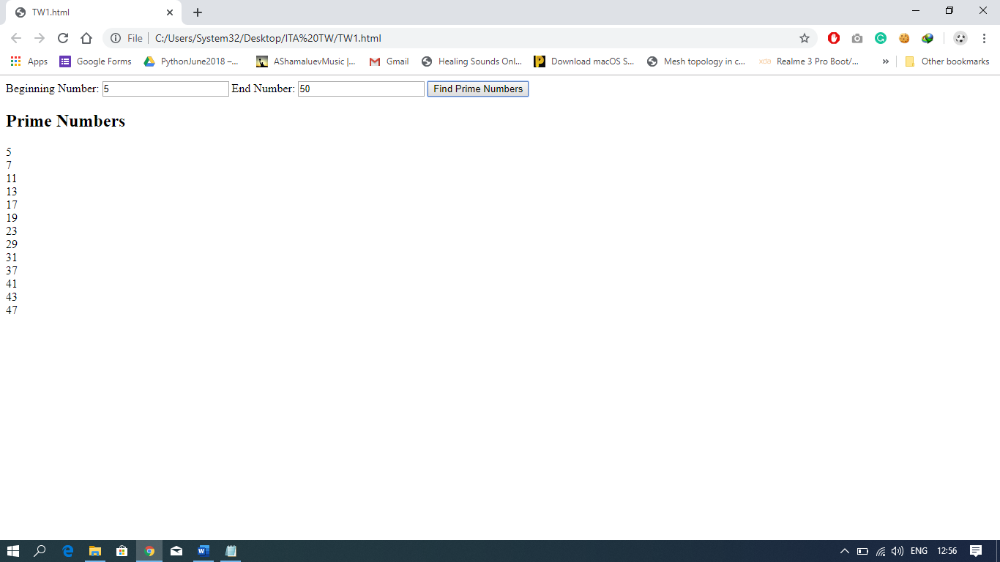 TW1.html
File C:/Users/System32/Desktop/ITA%20TW/TW1.html
Apps Google Forms PythonJune2018 –... AShamaluevMusic |... Gmail Healing Sounds Onl... Download macOS S... Mesh topology in c... xda Realme 3 Pro Boot/... » Other bookmarks
Beginning Number: 5 End Number: 50 Find Prime Numbers
Prime Numbers
5
7
11
13
17
19
23
29
31
37
41
43
47
ENG 12:56